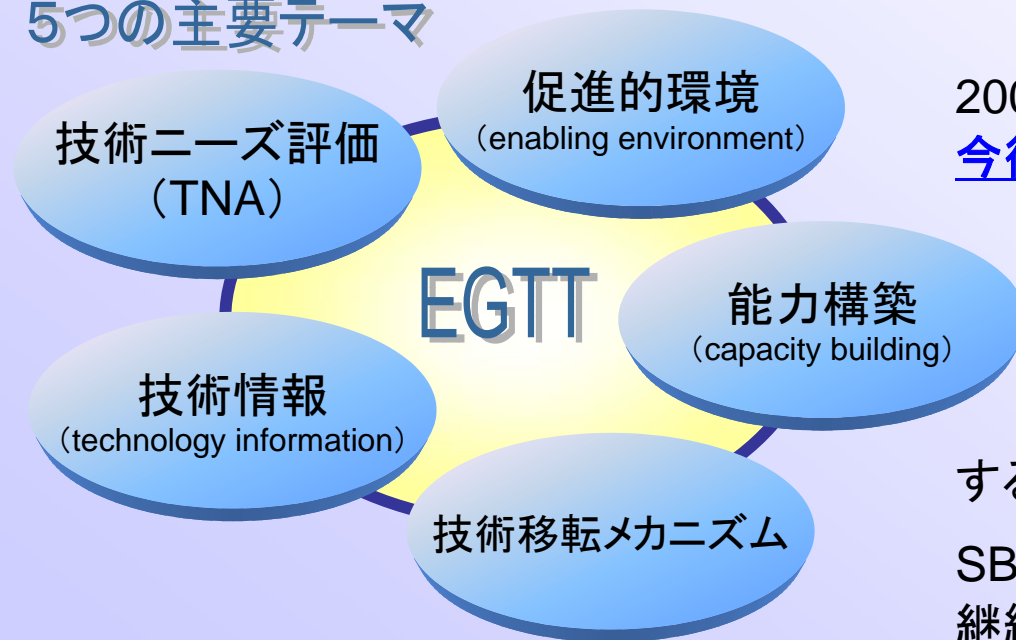 5つの主要テーマ
促進的環境
（enabling environment）
技術ニーズ評価
（TNA）
EGTT
能力構築
（capacity building）
技術情報
（technology information）
技術移転メカニズム
200
今後
する
SB
継続